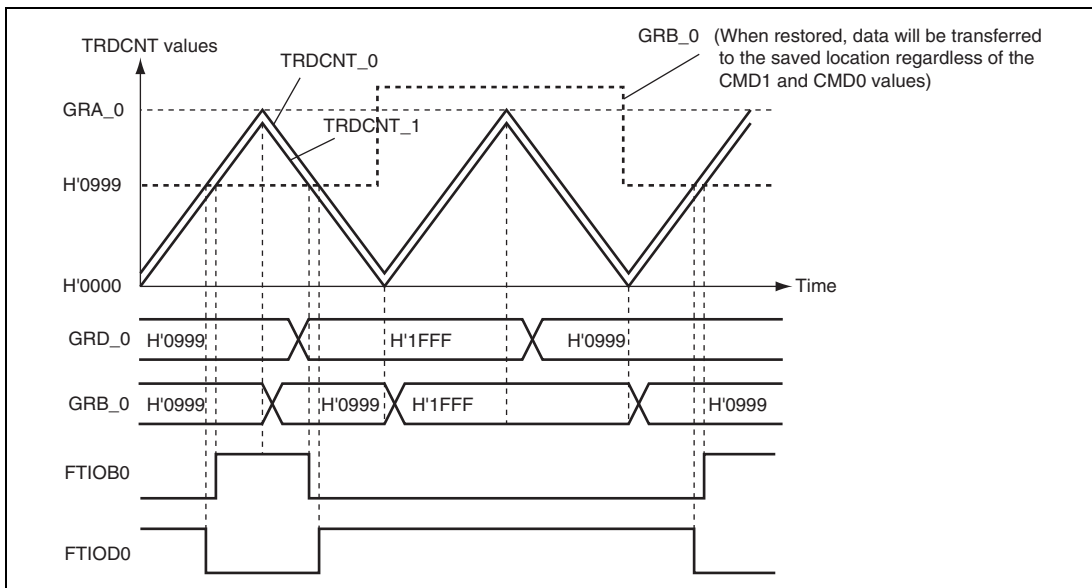 TRDCNT values
TRDCNT_0
GRB_0 (When restored, data will be transferred
to the saved location regardless of the
CMD1 and CMD0 values)
GRA_0
TRDCNT_1
H'0999
H'0000
Time
GRD_0
H'0999
H'1FFF
H'0999
GRB_0
H'0999
H'0999
H'1FFF
H'0999
FTIOB0
FTIOD0